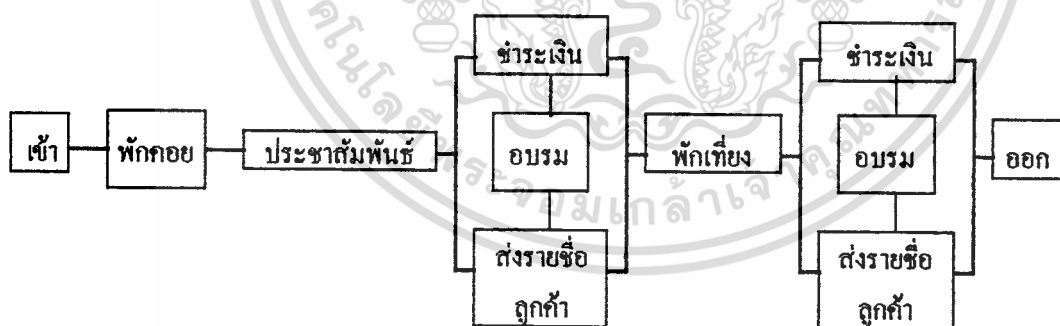 เข้า
พักคอย
ประชาสัมพันธ์
ชำระเงิน
อบรม
ส่งรายชื่อ
ลูกค้า
พักเที่ยง
ชำระเงิน
อบรม
ส่งรายชื่อ
ลูกค้า
ออก